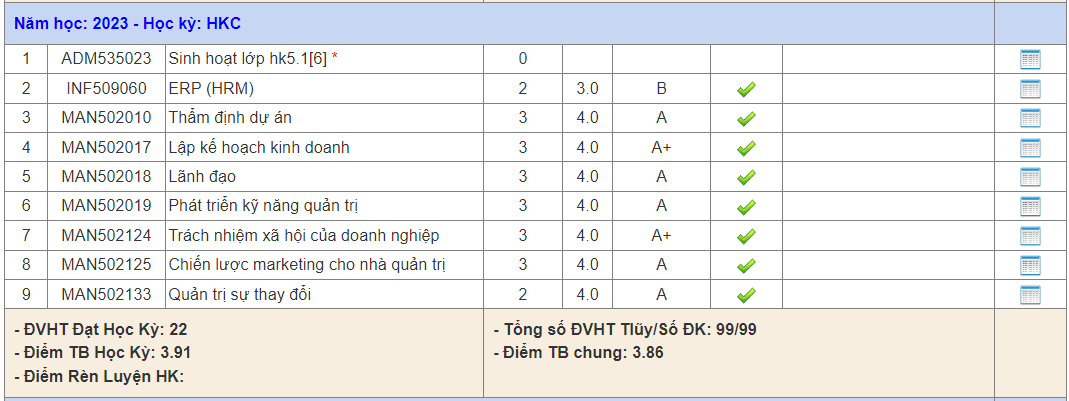 Năm học: 2023 - Học kỳ: HKC
1 ADM535023 Sinh hoạt lớp hk5.1[6] * 0
2 INF509060 ERP (HRM) 2 3.0 B
3 MAN502010 Thẩm định dự án 3 4.0 A
4 MAN502017 Lập kế hoạch kinh doanh 3 4.0 A+
5 MAN502018 Lãnh đạo 3 4.0 A
6 MAN502019 Phát triển kỹ năng quản trị 3 4.0 A
7 MAN502124 Trách nhiệm xã hội của doanh nghiệp 3 4.0 A+
8 MAN502125 Chiến lược marketing cho nhà quản trị 3 4.0 A
9 MAN502133 Quản trị sự thay đổi 2 4.0 A
- ĐVHT Đạt Học Kỳ: 22
- Điểm TB Học Kỳ: 3.91
- Điểm Rèn Luyện HK:
- Tổng số ĐVHT Tlũy/Số ĐK: 99/99
- Điểm TB chung: 3.86